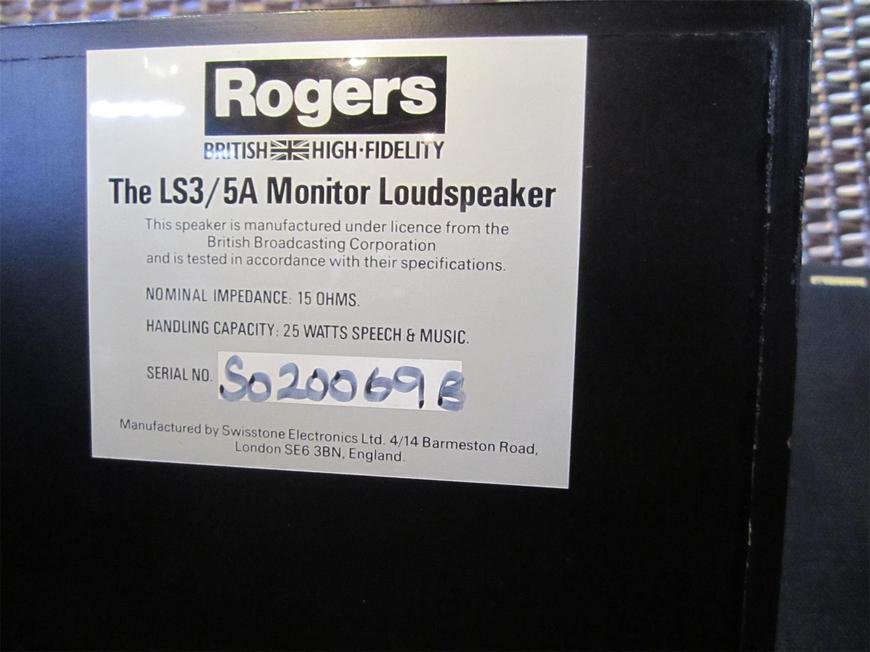 Rogers
BRITISH HIGH·FIDELITY
The LS3/5A Monitor Loudspeaker
This speaker is manufactured under licence from the
British Broadcasting Corporation
and is tested in accordance with their specifications.
NOMINAL IMPEDANCE: 15 OHMS.
HANDLING CAPACITY: 25 WATTS SPEECH & MUSIC.
SERIAL NO. SO20069B
Manufactured by Swisstone Electronics Ltd. 4/14 Barmeston Road,
London SE6 3BN, England.